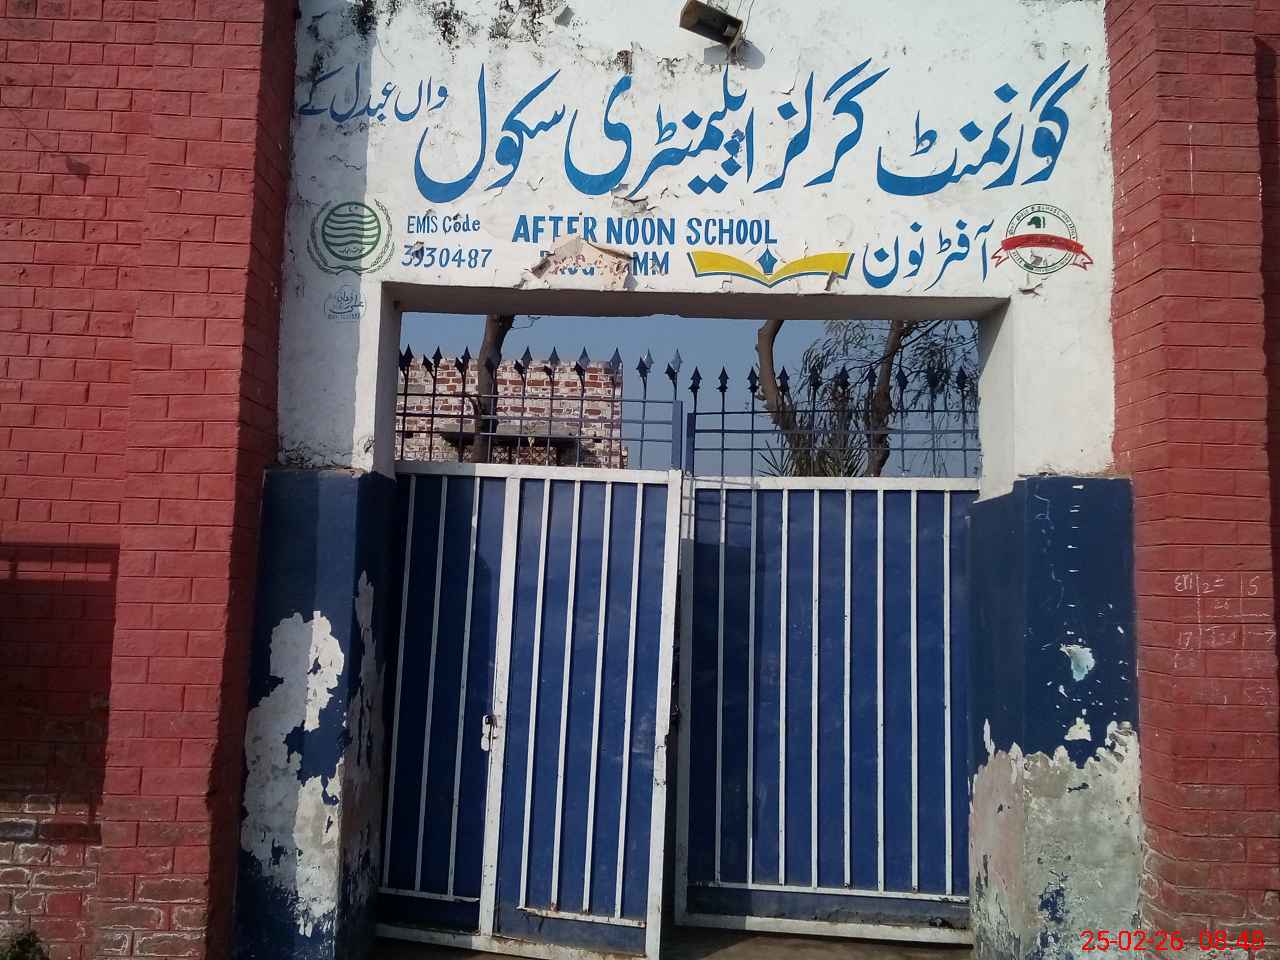 گورنمنٹ گرلز ایلیمنٹری سکول واں عبدل کے
EMIS Code
3930487
AFTER NOON SCHOOL
آفٹر نون
25-02-26 08:48